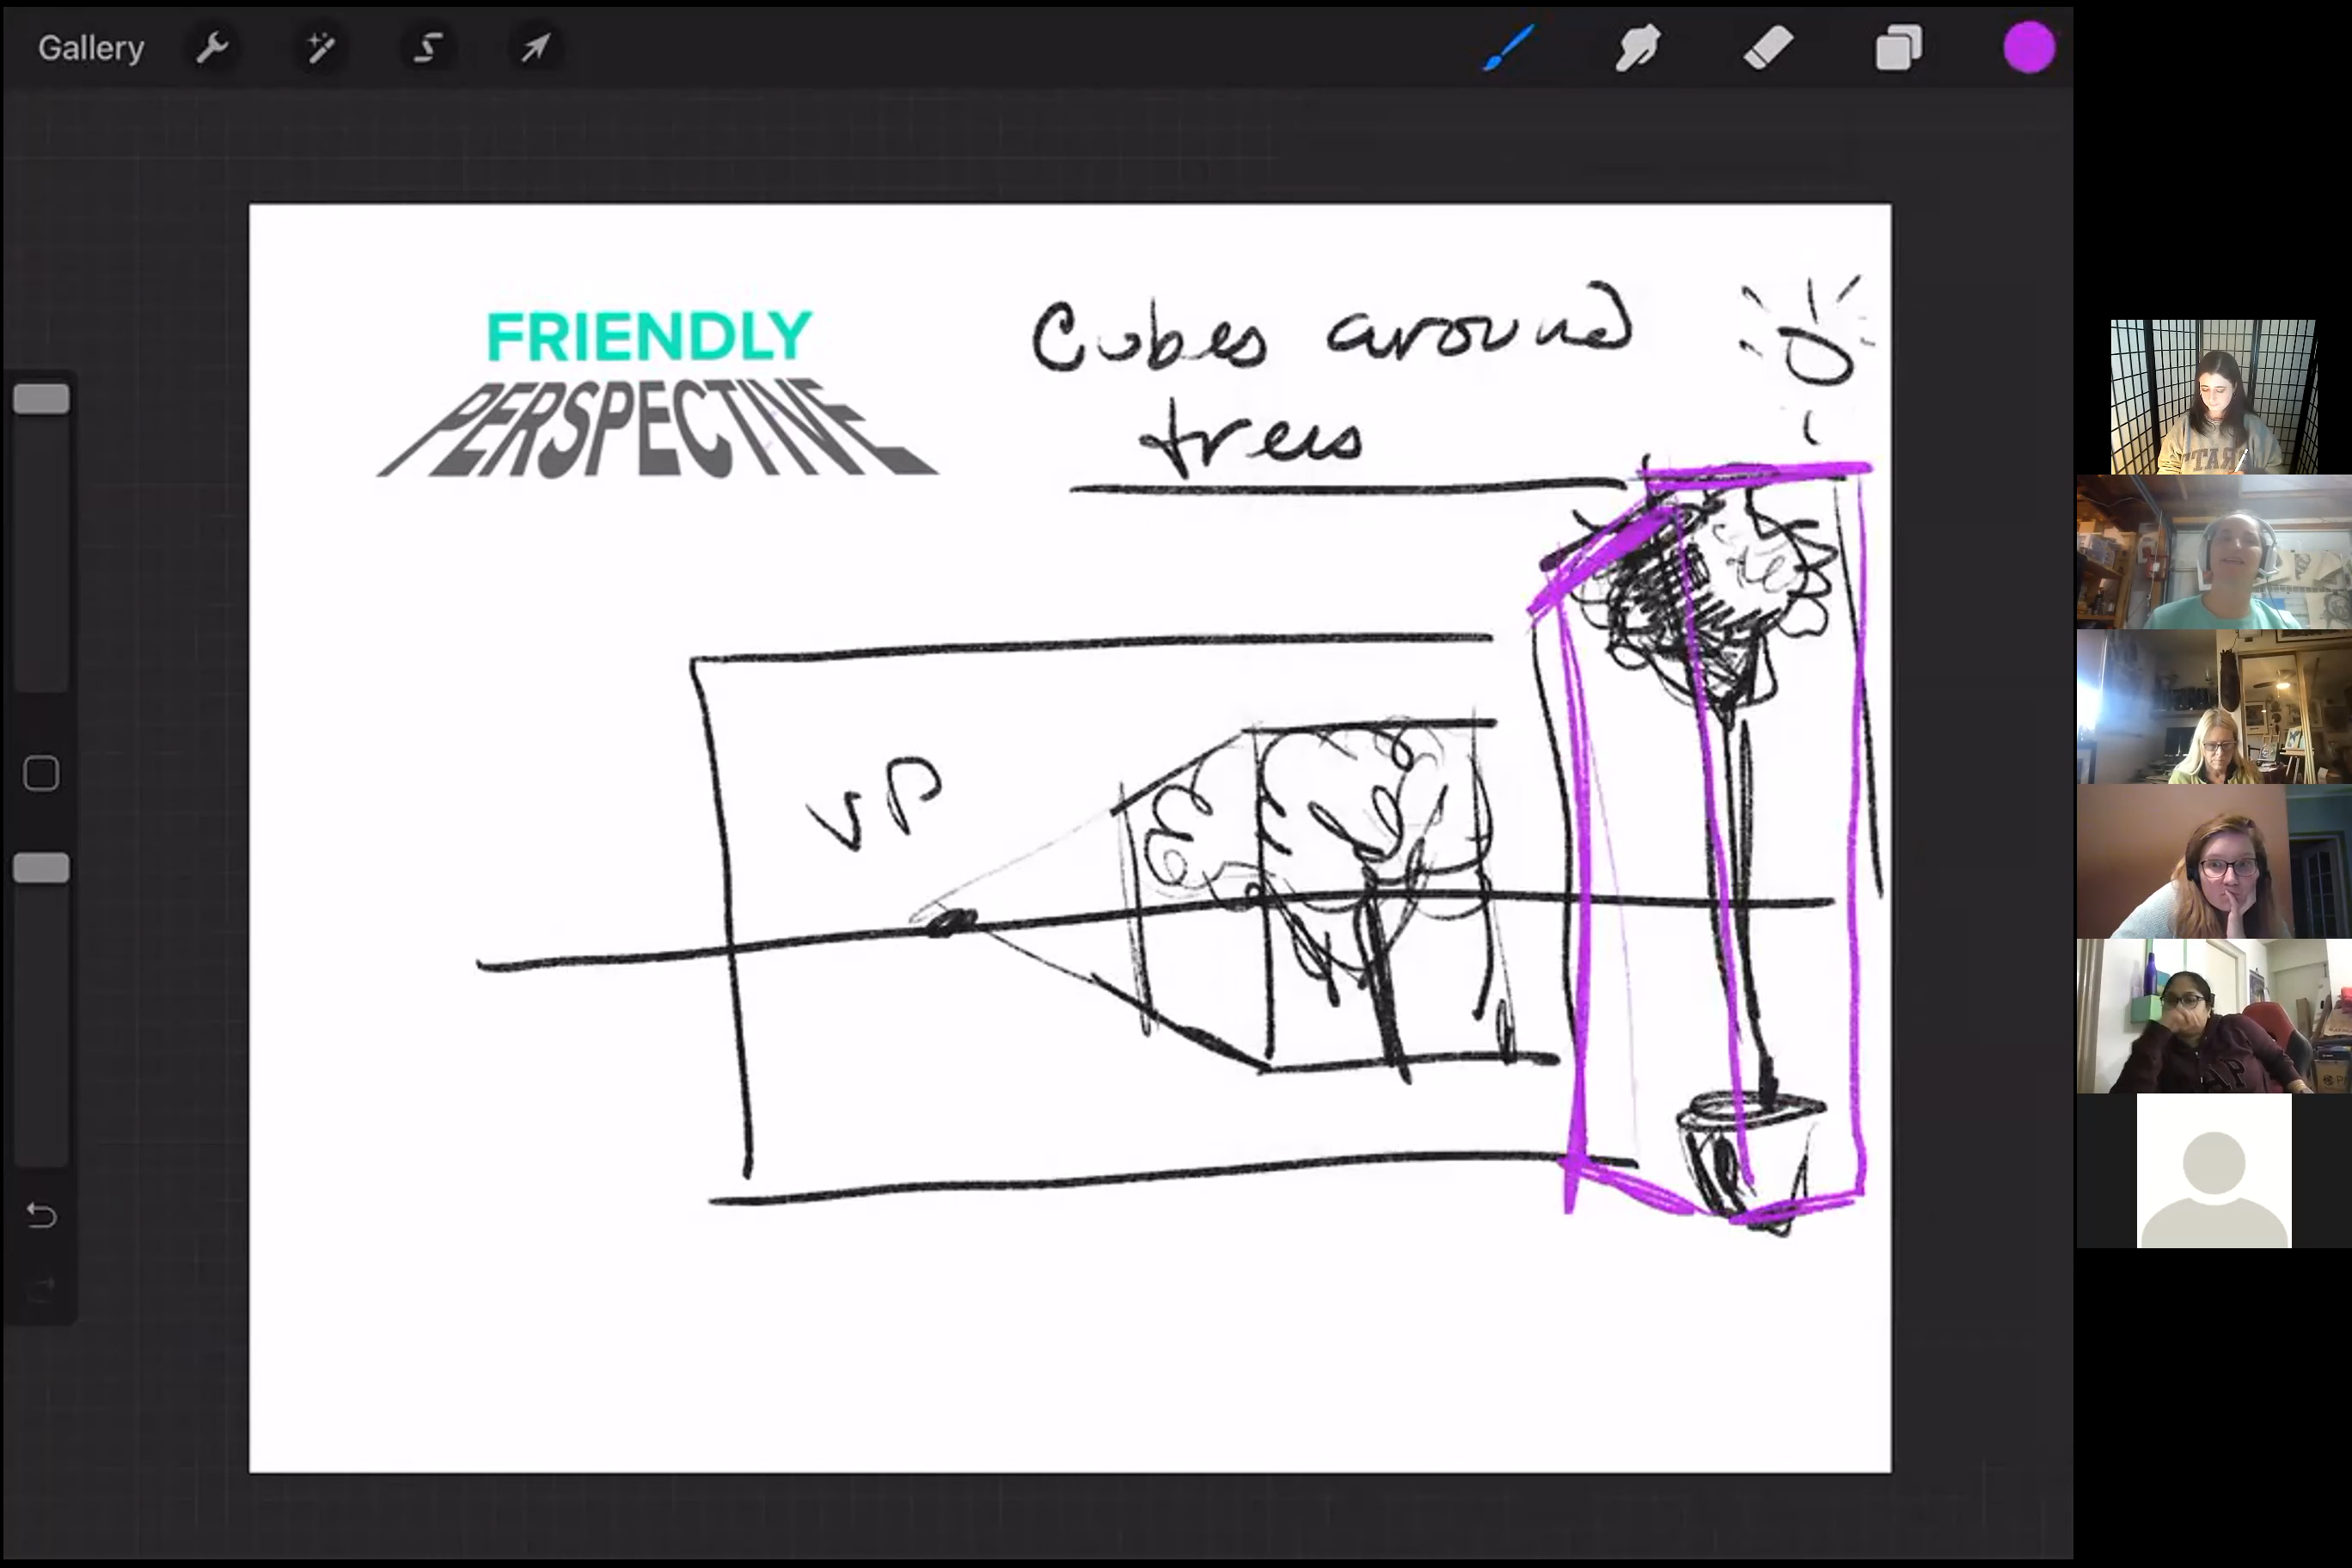 Gallery
FRIENDLY
PERSPECTIVE
Cubes around
trees
VP